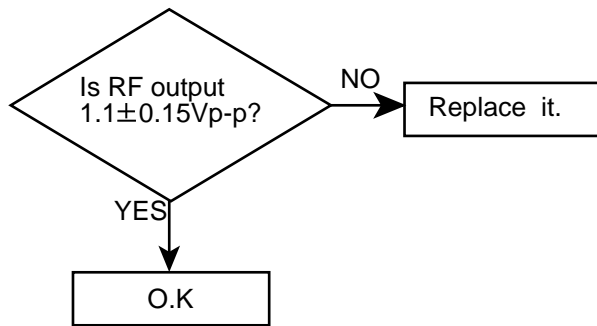 Is RF output
1.1±0.15Vp-p?
NO
Replace it.
YES
O.K